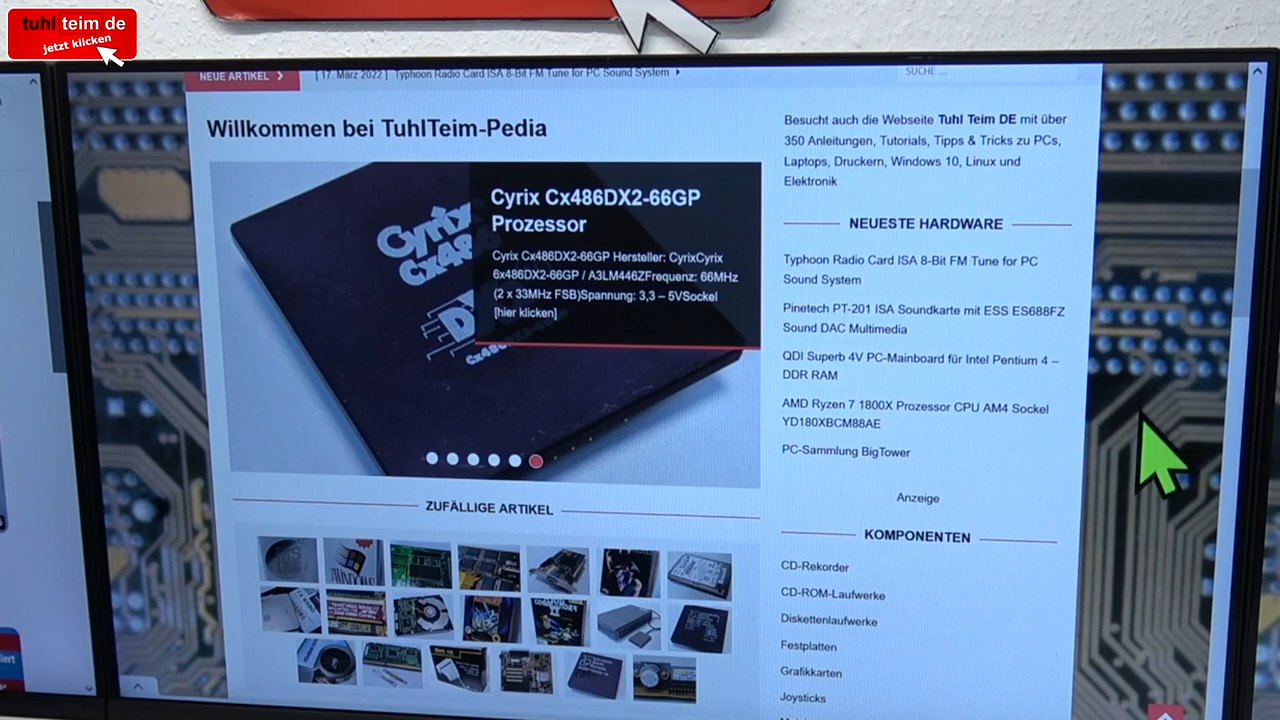 tuhl teim de
jetzt klicken
NEUE ARTIKEL
[ 17. März 2022 ] Typhoon Radio Card ISA 8-Bit FM Tune for PC Sound System
SUCHE ...
Willkommen bei TuhlTeim-Pedia
Cyrix
Cx48
Cyrix Cx486DX2-66GP
Prozessor
Cyrix Cx486DX2-66GP Hersteller: CyrixCyrix
6x486DX2-66GP / A3LM446ZFrequenz: 66MHz
(2 x 33MHz FSB)Spannung: 3,3 – 5VSockel
[hier klicken]
ZUFÄLLIGE ARTIKEL
Besucht auch die Webseite Tuhl Teim DE mit über
350 Anleitungen, Tutorials, Tipps & Tricks zu PCs,
Laptops, Druckern, Windows 10, Linux und
Elektronik
NEUESTE HARDWARE
Typhoon Radio Card ISA 8-Bit FM Tune for PC
Sound System
Pinetech PT-201 ISA Soundkarte mit ESS ES688FZ
Sound DAC Multimedia
QDI Superb 4V PC-Mainboard für Intel Pentium 4 –
DDR RAM
AMD Ryzen 7 1800X Prozessor CPU AM4 Sockel
YD180XBCM88AE
PC-Sammlung BigTower
Anzeige
KOMPONENTEN
CD-Rekorder
CD-ROM-Laufwerke
Diskettenlaufwerke
Festplatten
Grafikkarten
Joysticks